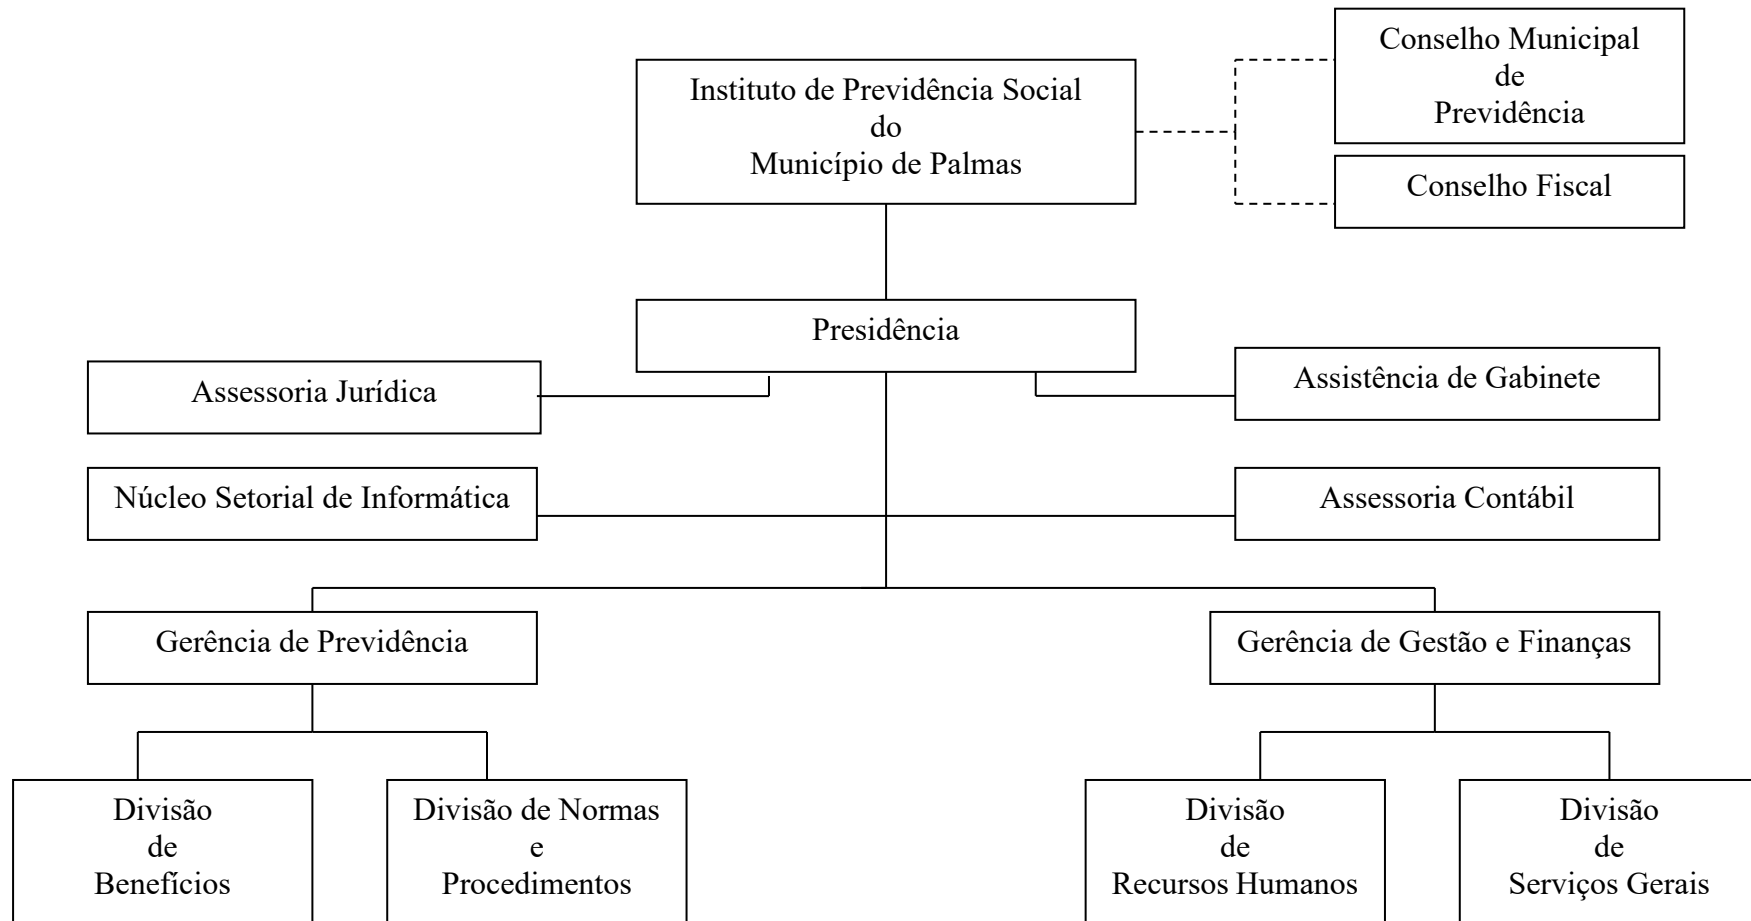 Conselho Municipal
de
Previdência
Instituto de Previdência Social
do
Município de Palmas
Conselho Fiscal
Presidência
Assessoria Jurídica
Assistência de Gabinete
Núcleo Setorial de Informática
Assessoria Contábil
Gerência de Previdência
Gerência de Gestão e Finanças
Divisão
de
Benefícios
Divisão de Normas
e
Procedimentos
Divisão
de
Recursos Humanos
Divisão
de
Serviços Gerais